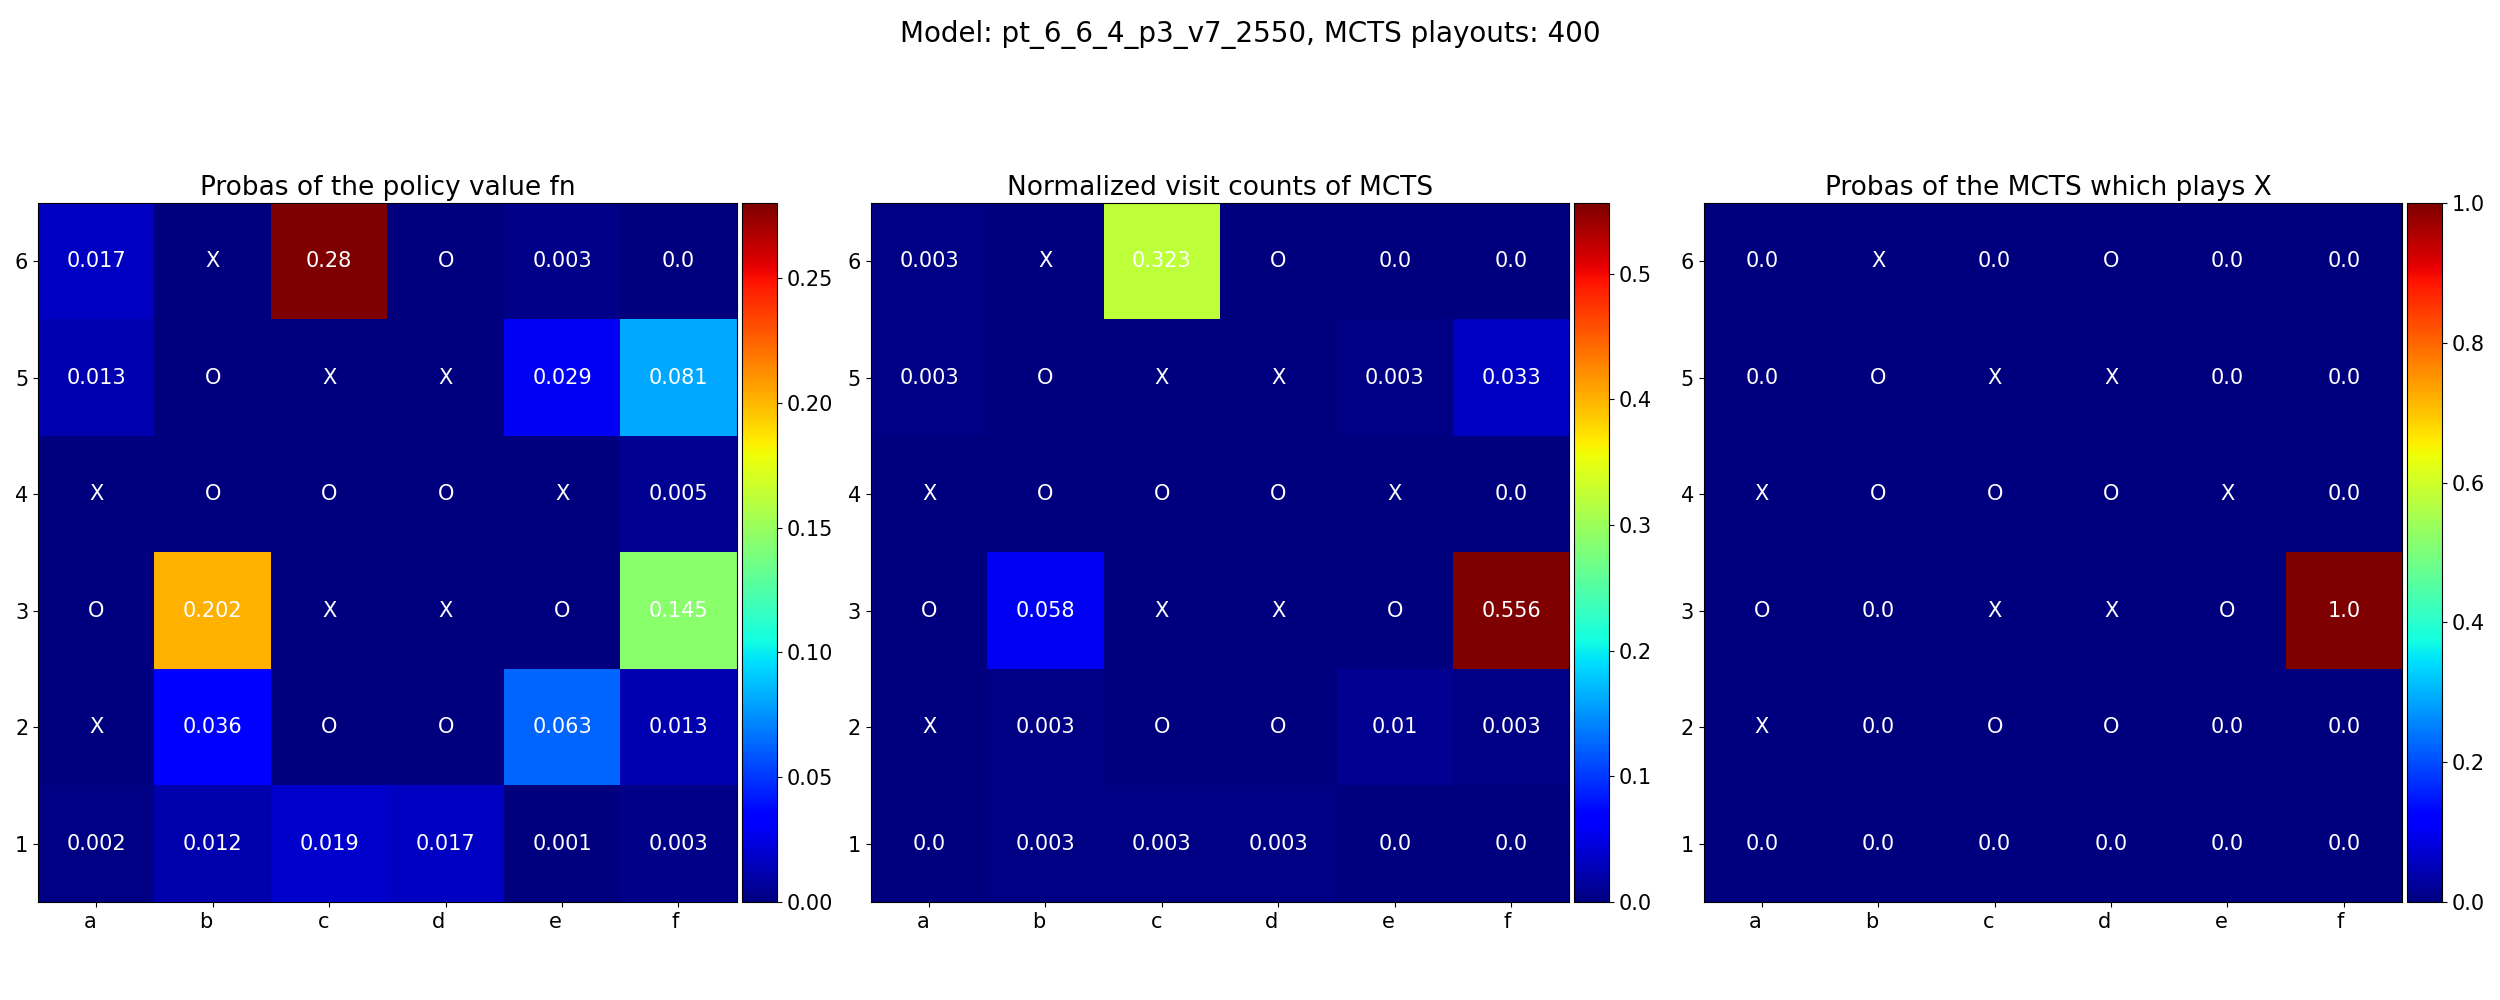 Model: pt_6_6_4_p3_v7_2550, MCTS playouts: 400
Probas of the policy value fn
6 0.017 X 0.28 O 0.003 0.0
5 0.013 O X X 0.029 0.081
4 X O O O X 0.005
3 O 0.202 X X O 0.145
2 X 0.036 O O 0.063 0.013
1 0.002 0.012 0.019 0.017 0.001 0.003
a b c d e f
0.25
0.20
0.15
0.10
0.05
0.00
Normalized visit counts of MCTS
6 0.003 X 0.323 O 0.0 0.0
5 0.003 O X X 0.003 0.033
4 X O O O X 0.0
3 O 0.058 X X O 0.556
2 X 0.003 O O 0.01 0.003
1 0.0 0.003 0.003 0.003 0.0 0.0
a b c d e f
0.5
0.4
0.3
0.2
0.1
0.0
Probas of the MCTS which plays X
6 0.0 X 0.0 O 0.0 0.0
5 0.0 O X X 0.0 0.0
4 X O O O X 0.0
3 O 0.0 X X O 1.0
2 X 0.0 O O 0.0 0.0
1 0.0 0.0 0.0 0.0 0.0 0.0
a b c d e f
1.0
0.8
0.6
0.4
0.2
0.0